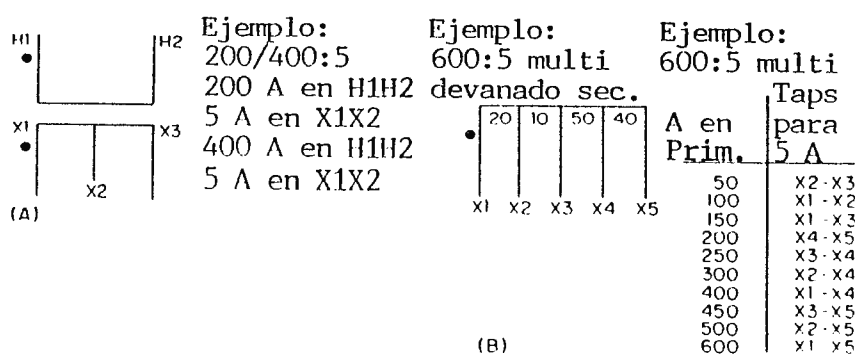 H1
H2
X1
X3
X2
(A)
Ejemplo:
200/400:5
200 A en H1H2
5 A en X1X2
400 A en H1H2
5 A en X1X2
Ejemplo:
600:5 multi
devanado sec.
20 10 50 40
X1 X2 X3 X4 X5
(B)
Ejemplo:
600:5 multi
A en Prim.
Taps para 5 A
50 X2-X3
100 X1-X2
150 X1-X3
200 X4-X5
250 X3-X4
300 X2-X4
400 X1-X4
450 X3-X5
500 X2-X5
600 X1 X5